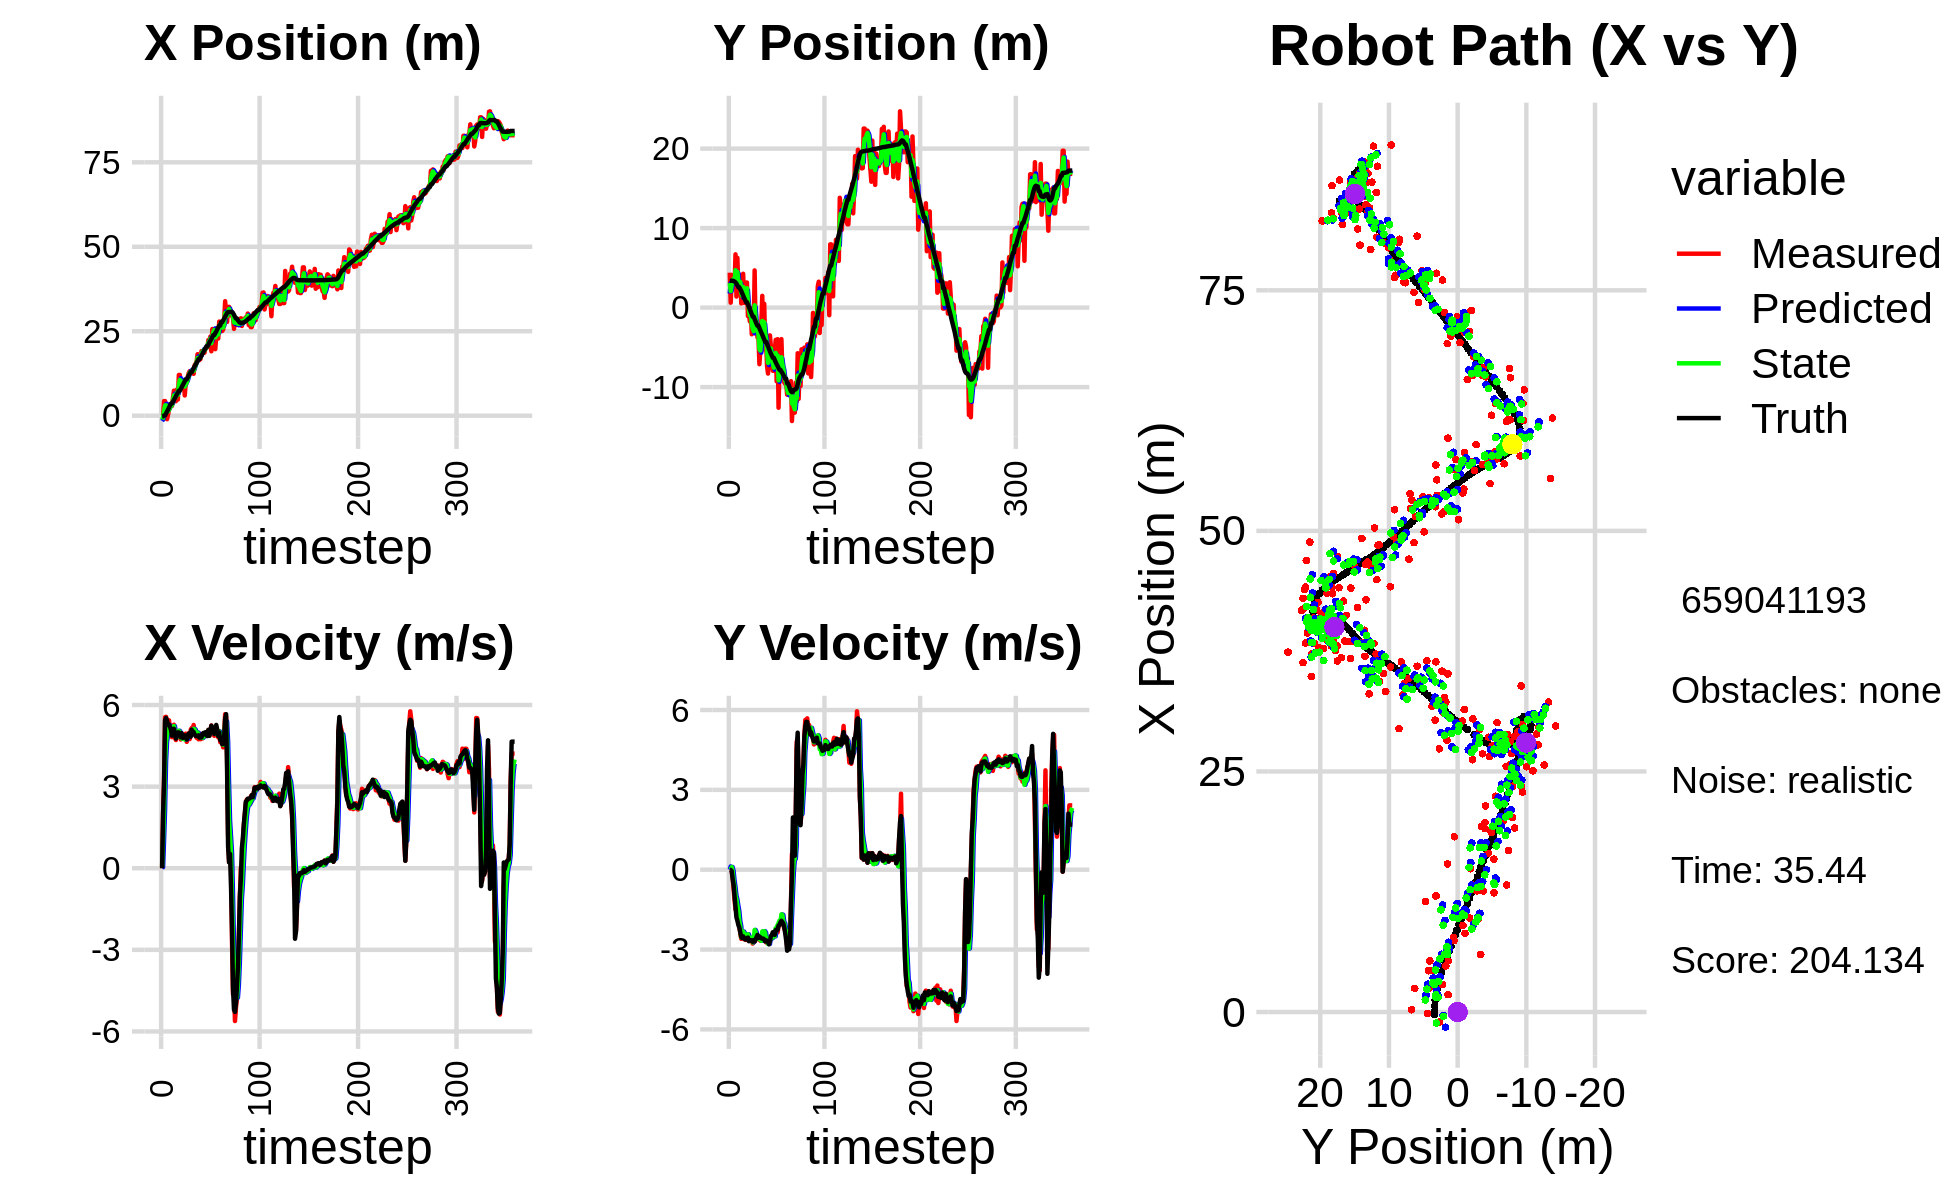 X Position (m)
75
50
25
0
0
100
200
300
timestep
Y Position (m)
20
10
0
-10
0
100
200
300
timestep
X Velocity (m/s)
6
3
0
-3
-6
0
100
200
300
timestep
Y Velocity (m/s)
6
3
0
-3
-6
0
100
200
300
timestep
Robot Path (X vs Y)
X Position (m)
75
50
25
0
20 10 0 -10 -20
Y Position (m)
variable
Measured
Predicted
State
Truth
659041193
Obstacles: none
Noise: realistic
Time: 35.44
Score: 204.134